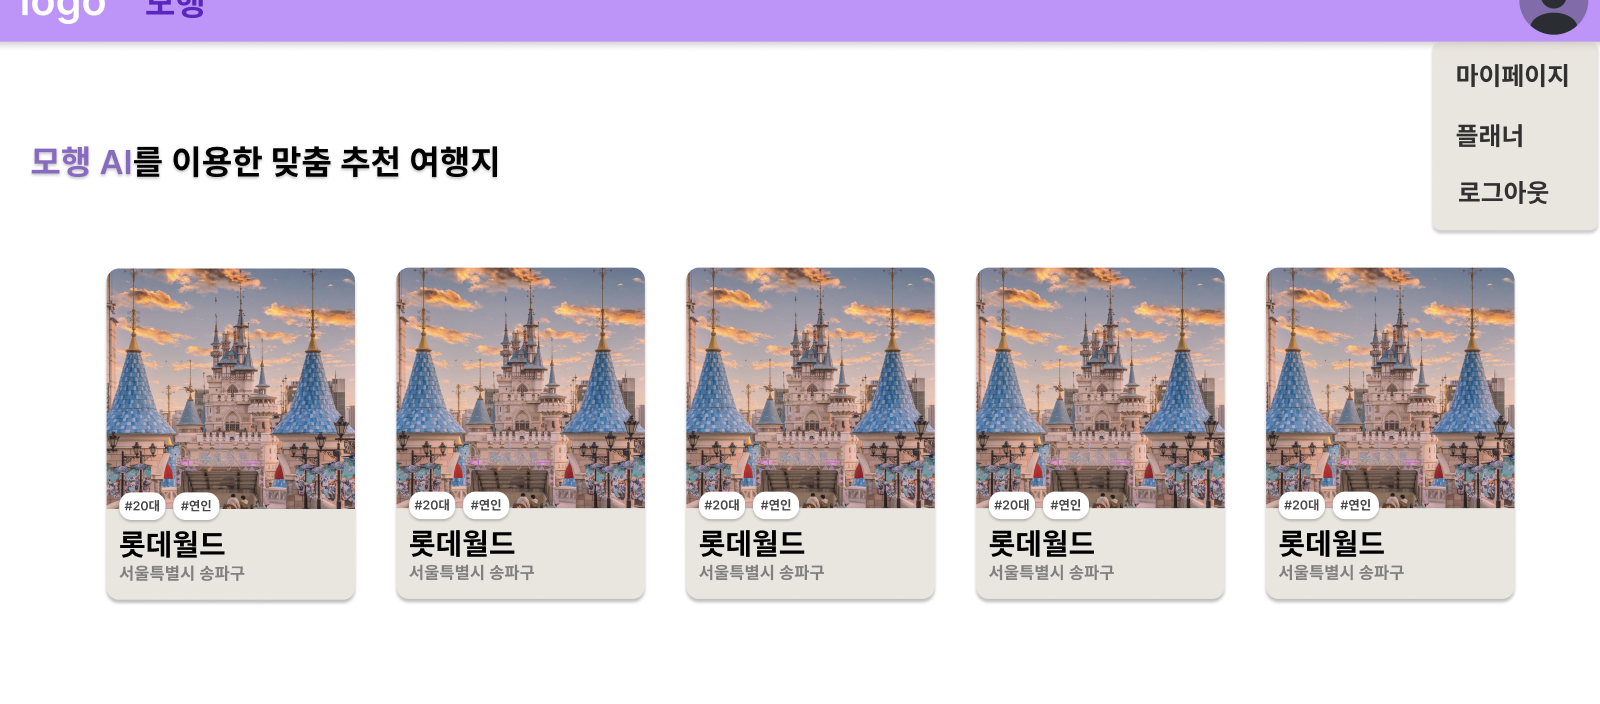 logo 모행
마이페이지
플래너
로그아웃
모행 AI를 이용한 맞춤 추천 여행지
#20대 #연인
롯데월드
서울특별시 송파구
#20대 #연인
롯데월드
서울특별시 송파구
#20대 #연인
롯데월드
서울특별시 송파구
#20대 #연인
롯데월드
서울특별시 송파구
#20대 #연인
롯데월드
서울특별시 송파구